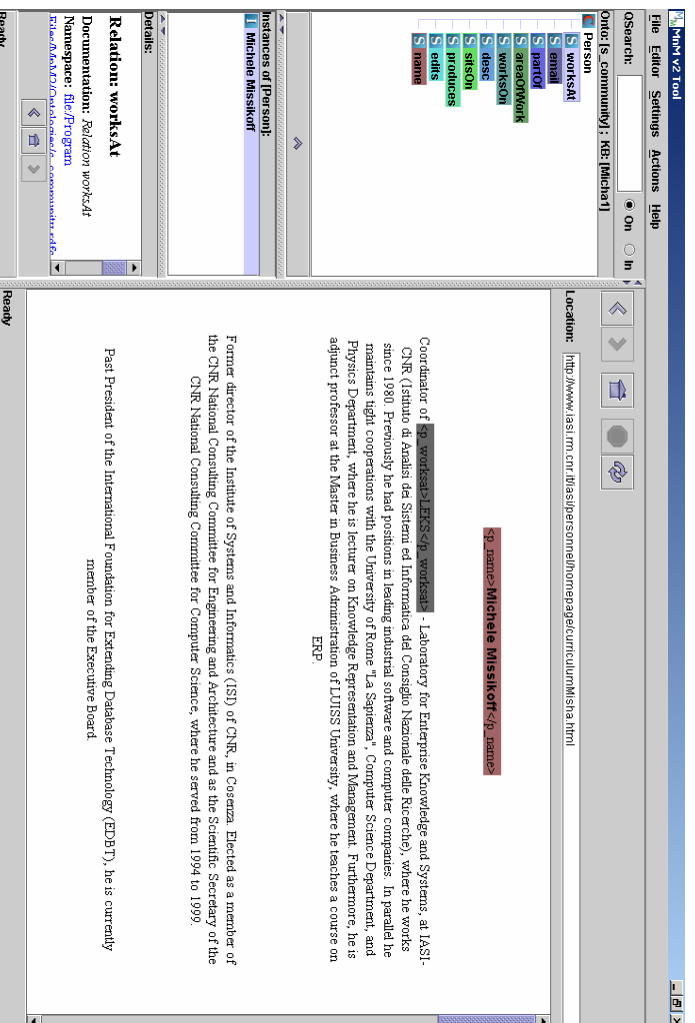 MnM v2 Tool
File Editor Settings Actions Help
QSearch:
On
In
Onto: [s_community] ; KB: [Micha1]
C Person
S worksAt
S email
S partOf
S areaOfWork
S worksOn
S desc
S sitsOn
S produces
S edits
S name
Instances of [Person]:
I Michele Missikoff
Details:
Relation: worksAt
Documentation: Relation worksAt
Namespace: file/Program
Files/MnM2/Ontologies/s_community.rdfs
Ready
Location: http://www.iasi.rm.cnr.it/iasi/personnel/homepage/curriculumMisha.html
<p_name>Michele Missikoff</p_name>
Coordinator of <p_worksat>LEKS</p_worksat> - Laboratory for Enterprise Knowledge and Systems, at IASI-
CNR (Istituto di Analisi dei Sistemi ed Informatica del Consiglio Nazionale delle Ricerche), where he works
since 1980. Previously he had positions in leading industrial software and computer companies. In parallel he
maintains tight cooperations with the University of Rome "La Sapienza", Computer Science Department, and
Physics Department, where he is lecturer on Knowledge Representation and Management. Furthermore, he is
adjunct professor at the Master in Business Administration of LUISS University, where he teaches a course on
ERP.
Former director of the Institute of Systems and Informatics (ISI) of CNR, in Cosenza. Elected as a member of
the CNR National Consulting Committee for Engineering and Architecture and as the Scientific Secretary of the
CNR National Consulting Committee for Computer Science, where he served from 1994 to 1999.
Past President of the International Foundation for Extending Database Technology (EDBT), he is currently
member of the Executive Board.
Ready